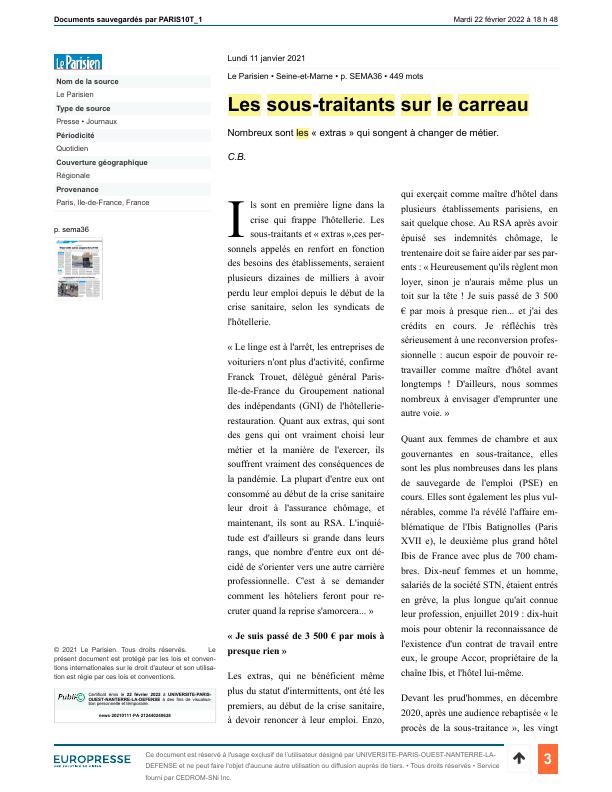 Documents sauvegardés par PARIS10T_1
Mardi 22 février 2022 à 18 h 48
Le Parisien
Nom de la source
Le Parisien
Type de source
Presse • Journaux
Périodicité
Quotidien
Couverture géographique
Régionale
Provenance
Paris, Ile-de-France, France
p. sema36
© 2021 Le Parisien. Tous droits réservés. Le
présent document est protégé par les lois et conven-
tions internationales sur le droit d'auteur et son utilisa-
tion est régie par ces lois et conventions.
Public©
Certificat émis le 22 février 2022 à UNIVERSITE-PARIS-
OUEST-NANTERRE-LA-DEFENSE à des fins de visualisa-
tion personnelle et temporaire.
news·20210111·PA·212440249628
Lundi 11 janvier 2021
Le Parisien • Seine-et-Marne • p. SEMA36 • 449 mots
Les sous-traitants sur le carreau
Nombreux sont les « extras » qui songent à changer de métier.
C.B.
Ils sont en première ligne dans la
crise qui frappe l'hôtellerie. Les
sous-traitants et « extras »,ces per-
sonnels appelés en renfort en fonction
des besoins des établissements, seraient
plusieurs dizaines de milliers à avoir
perdu leur emploi depuis le début de la
crise sanitaire, selon les syndicats de
l'hôtellerie.
« Le linge est à l'arrêt, les entreprises de
voituriers n'ont plus d'activité, confirme
Franck Trouet, délégué général Paris-
Ile-de-France du Groupement national
des indépendants (GNI) de l'hôtellerie-
restauration. Quant aux extras, qui sont
des gens qui ont vraiment choisi leur
métier et la manière de l'exercer, ils
souffrent vraiment des conséquences de
la pandémie. La plupart d'entre eux ont
consommé au début de la crise sanitaire
leur droit à l'assurance chômage, et
maintenant, ils sont au RSA. L'inquié-
tude est d'ailleurs si grande dans leurs
rangs, que nombre d'entre eux ont dé-
cidé de s'orienter vers une autre carrière
professionnelle. C'est à se demander
comment les hôteliers feront pour re-
cruter quand la reprise s'amorcera... »
« Je suis passé de 3 500 € par mois à
presque rien »
Les extras, qui ne bénéficient même
plus du statut d'intermittents, ont été les
premiers, au début de la crise sanitaire,
à devoir renoncer à leur emploi. Enzo,
qui exerçait comme maître d'hôtel dans
plusieurs établissements parisiens, en
sait quelque chose. Au RSA après avoir
épuisé ses indemnités chômage, le
trentenaire doit se faire aider par ses par-
ents : « Heureusement qu'ils règlent mon
loyer, sinon je n'aurais même plus un
toit sur la tête ! Je suis passé de 3 500
€ par mois à presque rien... et j'ai des
crédits en cours. Je réfléchis très
sérieusement à une reconversion profes-
sionnelle : aucun espoir de pouvoir re-
travailler comme maître d'hôtel avant
longtemps ! D'ailleurs, nous sommes
nombreux à envisager d'emprunter une
autre voie. »
Quant aux femmes de chambre et aux
gouvernantes en sous-traitance, elles
sont les plus nombreuses dans les plans
de sauvegarde de l'emploi (PSE) en
cours. Elles sont également les plus vul-
nérables, comme l'a révélé l'affaire em-
blématique de l'Ibis Batignolles (Paris
XVII e), le deuxième plus grand hôtel
Ibis de France avec plus de 700 cham-
bres. Dix-neuf femmes et un homme,
salariés de la société STN, étaient entrés
en grève, la plus longue qu'ait connue
leur profession, enjuillet 2019 : dix-huit
mois pour obtenir la reconnaissance de
l'existence d'un contrat de travail entre
eux, le groupe Accor, propriétaire de la
chaîne Ibis, et l'hôtel lui-même.
Devant les prud'hommes, en décembre
2020, après une audience rebaptisée « le
procès de la sous-traitance », les vingt
EUROPRESSE
Ce document est réservé à l'usage exclusif de l'utilisateur désigné par UNIVERSITE-PARIS-OUEST-NANTERRE-LA-
DEFENSE et ne peut faire l'objet d'aucune autre utilisation ou diffusion auprès de tiers. • Tous droits réservés • Service
fourni par CEDROM-SNi Inc.
3